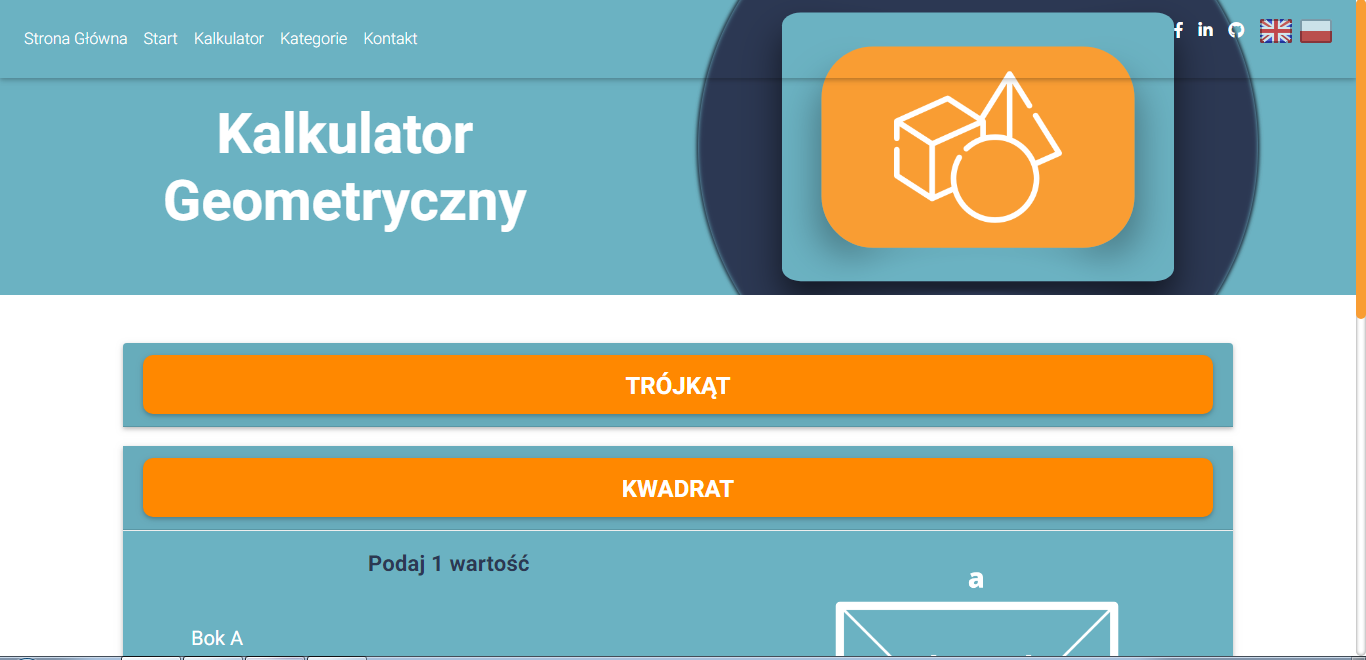 Strona Główna Start Kalkulator Kategorie Kontakt
Kalkulator
Geometryczny
TRÓJKĄT
KWADRAT
Podaj 1 wartość
a
Bok A